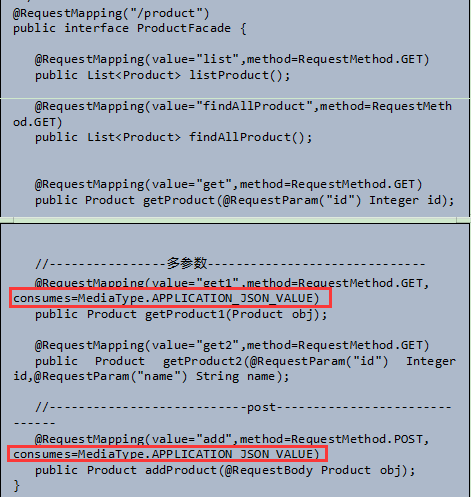 @RequestMapping("/product")
public interface ProductFacade {
@RequestMapping(value="list",method=RequestMethod.GET)
public List<Product> listProduct();
@RequestMapping(value="findAllProduct",method=RequestMeth
od.GET)
public List<Product> findAllProduct();
@RequestMapping(value="get",method=RequestMethod.GET)
public Product getProduct(@RequestParam("id") Integer id);
//----------------多参数------------------------------
@RequestMapping(value="get1",method=RequestMethod.GET,
consumes=MediaType.APPLICATION_JSON_VALUE)
public Product getProduct1(Product obj);
@RequestMapping(value="get2",method=RequestMethod.GET)
public Product getProduct2(@RequestParam("id") Integer
id,@RequestParam("name") String name);
//---------------------------post------------------------
------
@RequestMapping(value="add",method=RequestMethod.POST,
consumes=MediaType.APPLICATION_JSON_VALUE)
public Product addProduct(@RequestBody Product obj);
}